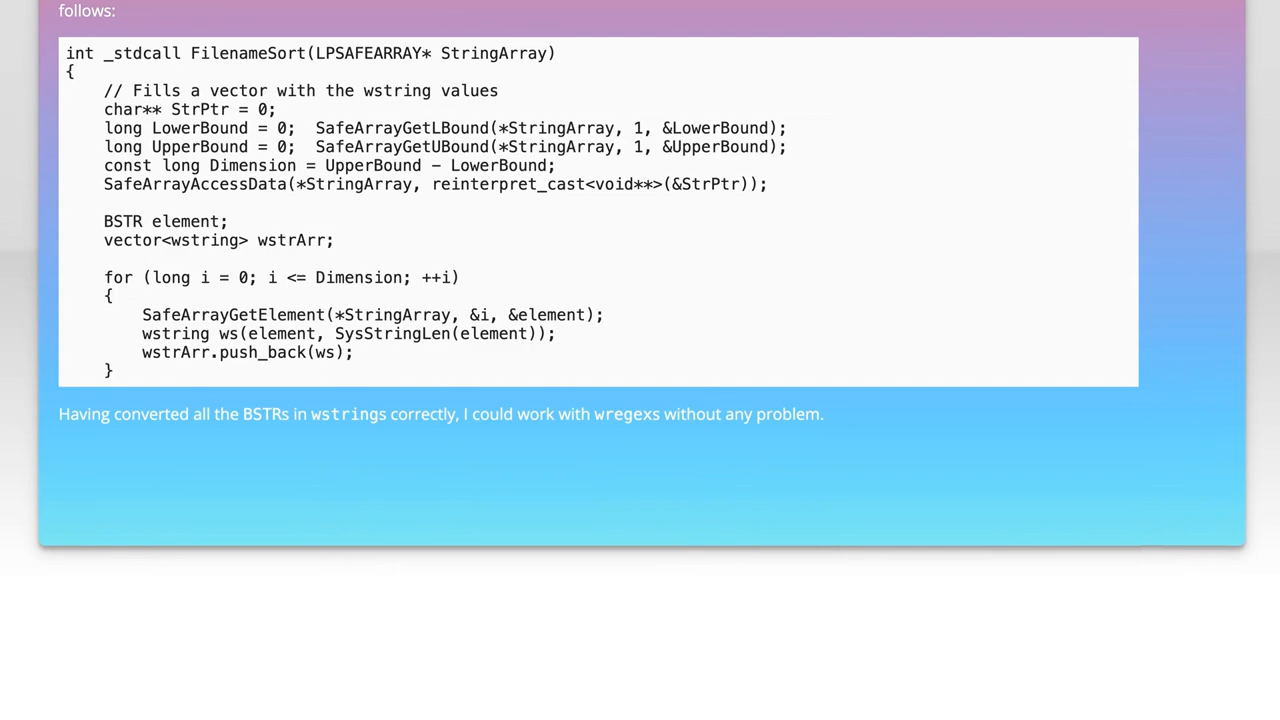 follows:
int _stdcall FilenameSort(LPSAFEARRAY* StringArray)
{
    // Fills a vector with the wstring values
    char** StrPtr = 0;
    long LowerBound = 0;  SafeArrayGetLBound(*StringArray, 1, &LowerBound);
    long UpperBound = 0;  SafeArrayGetUBound(*StringArray, 1, &UpperBound);
    const long Dimension = UpperBound - LowerBound;
    SafeArrayAccessData(*StringArray, reinterpret_cast<void**>(&StrPtr));

    BSTR element;
    vector<wstring> wstrArr;

    for (long i = 0; i <= Dimension; ++i)
    {
        SafeArrayGetElement(*StringArray, &i, &element);
        wstring ws(element, SysStringLen(element));
        wstrArr.push_back(ws);
    }
Having converted all the BSTRs in wstrings correctly, I could work with wregexs without any problem.